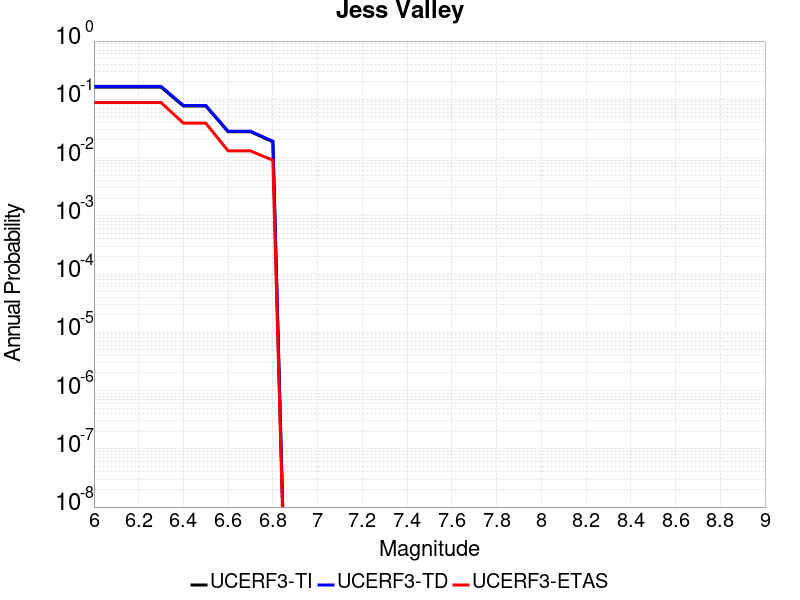 Jess Valley
Annual Probability
10^0
10^-1
10^-2
10^-3
10^-4
10^-5
10^-6
10^-7
10^-8
6 6.2 6.4 6.6 6.8 7 7.2 7.4 7.6 7.8 8 8.2 8.4 8.6 8.8 9
Magnitude
UCERF3-TI UCERF3-TD UCERF3-ETAS